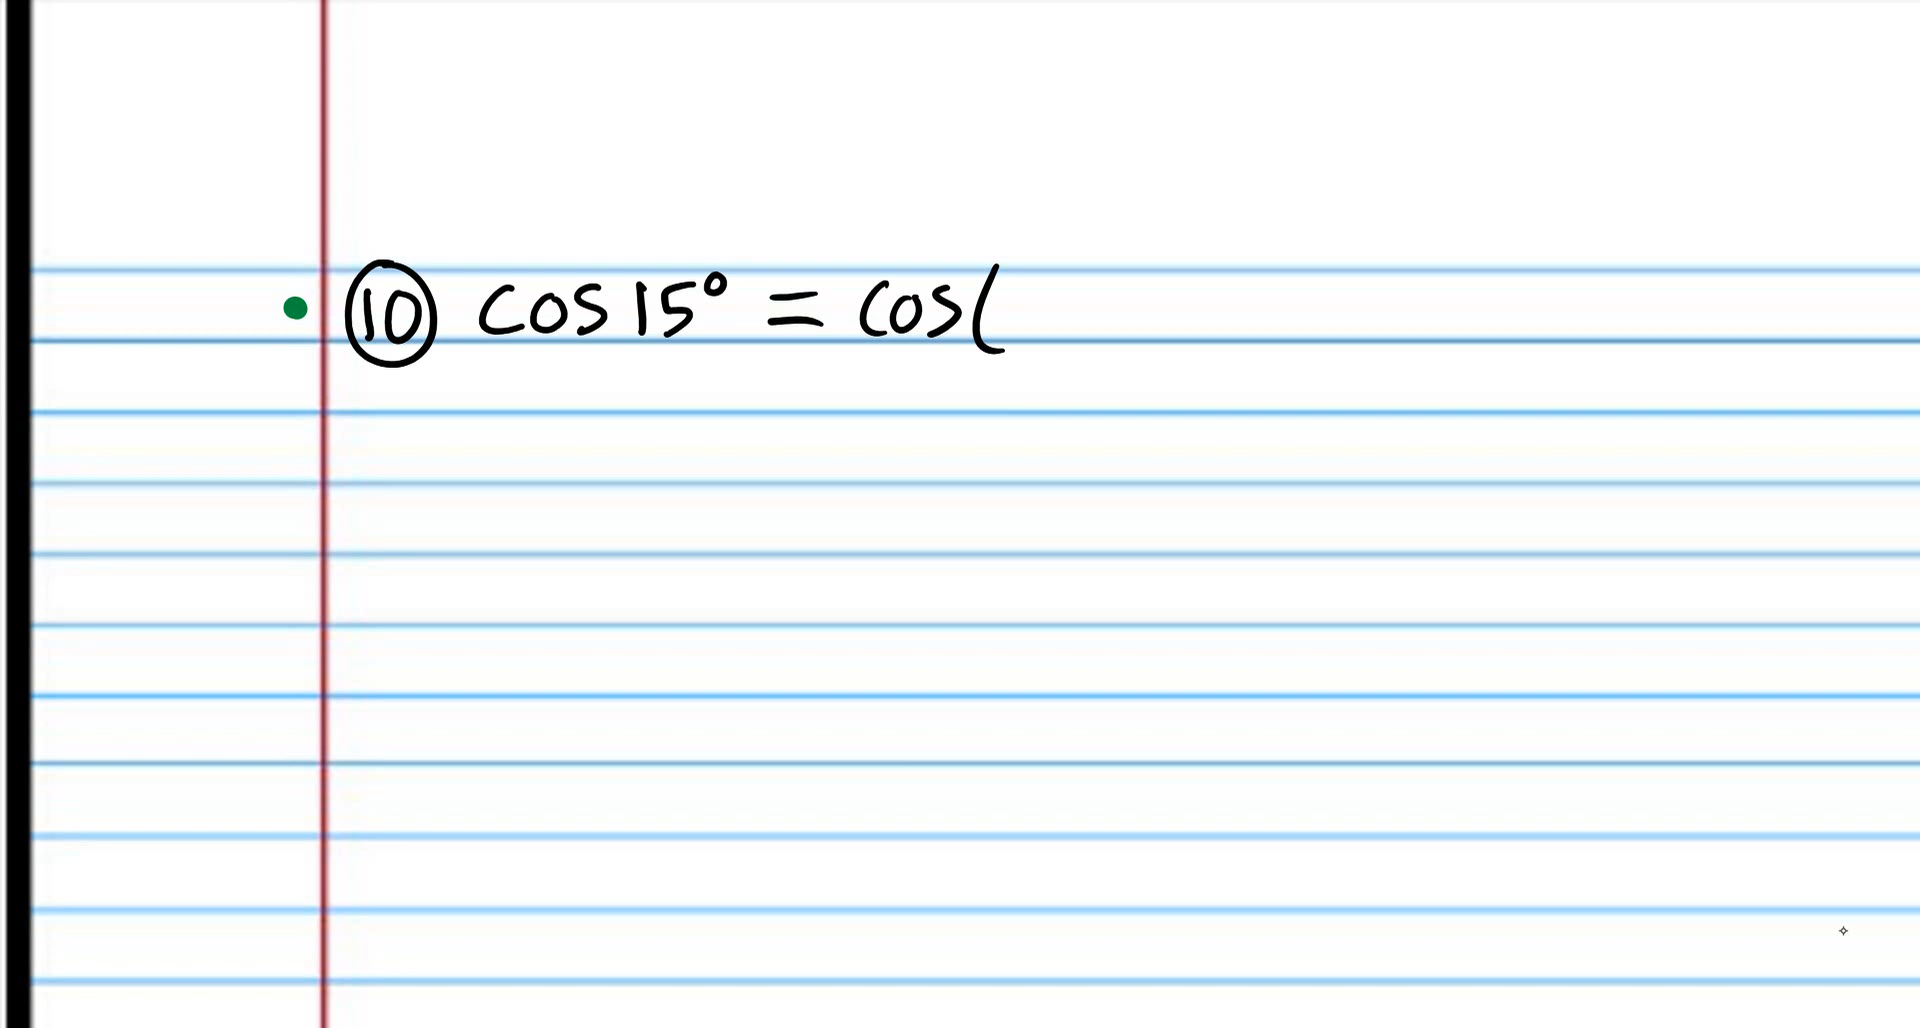 ⑩ cos 15° = cos(